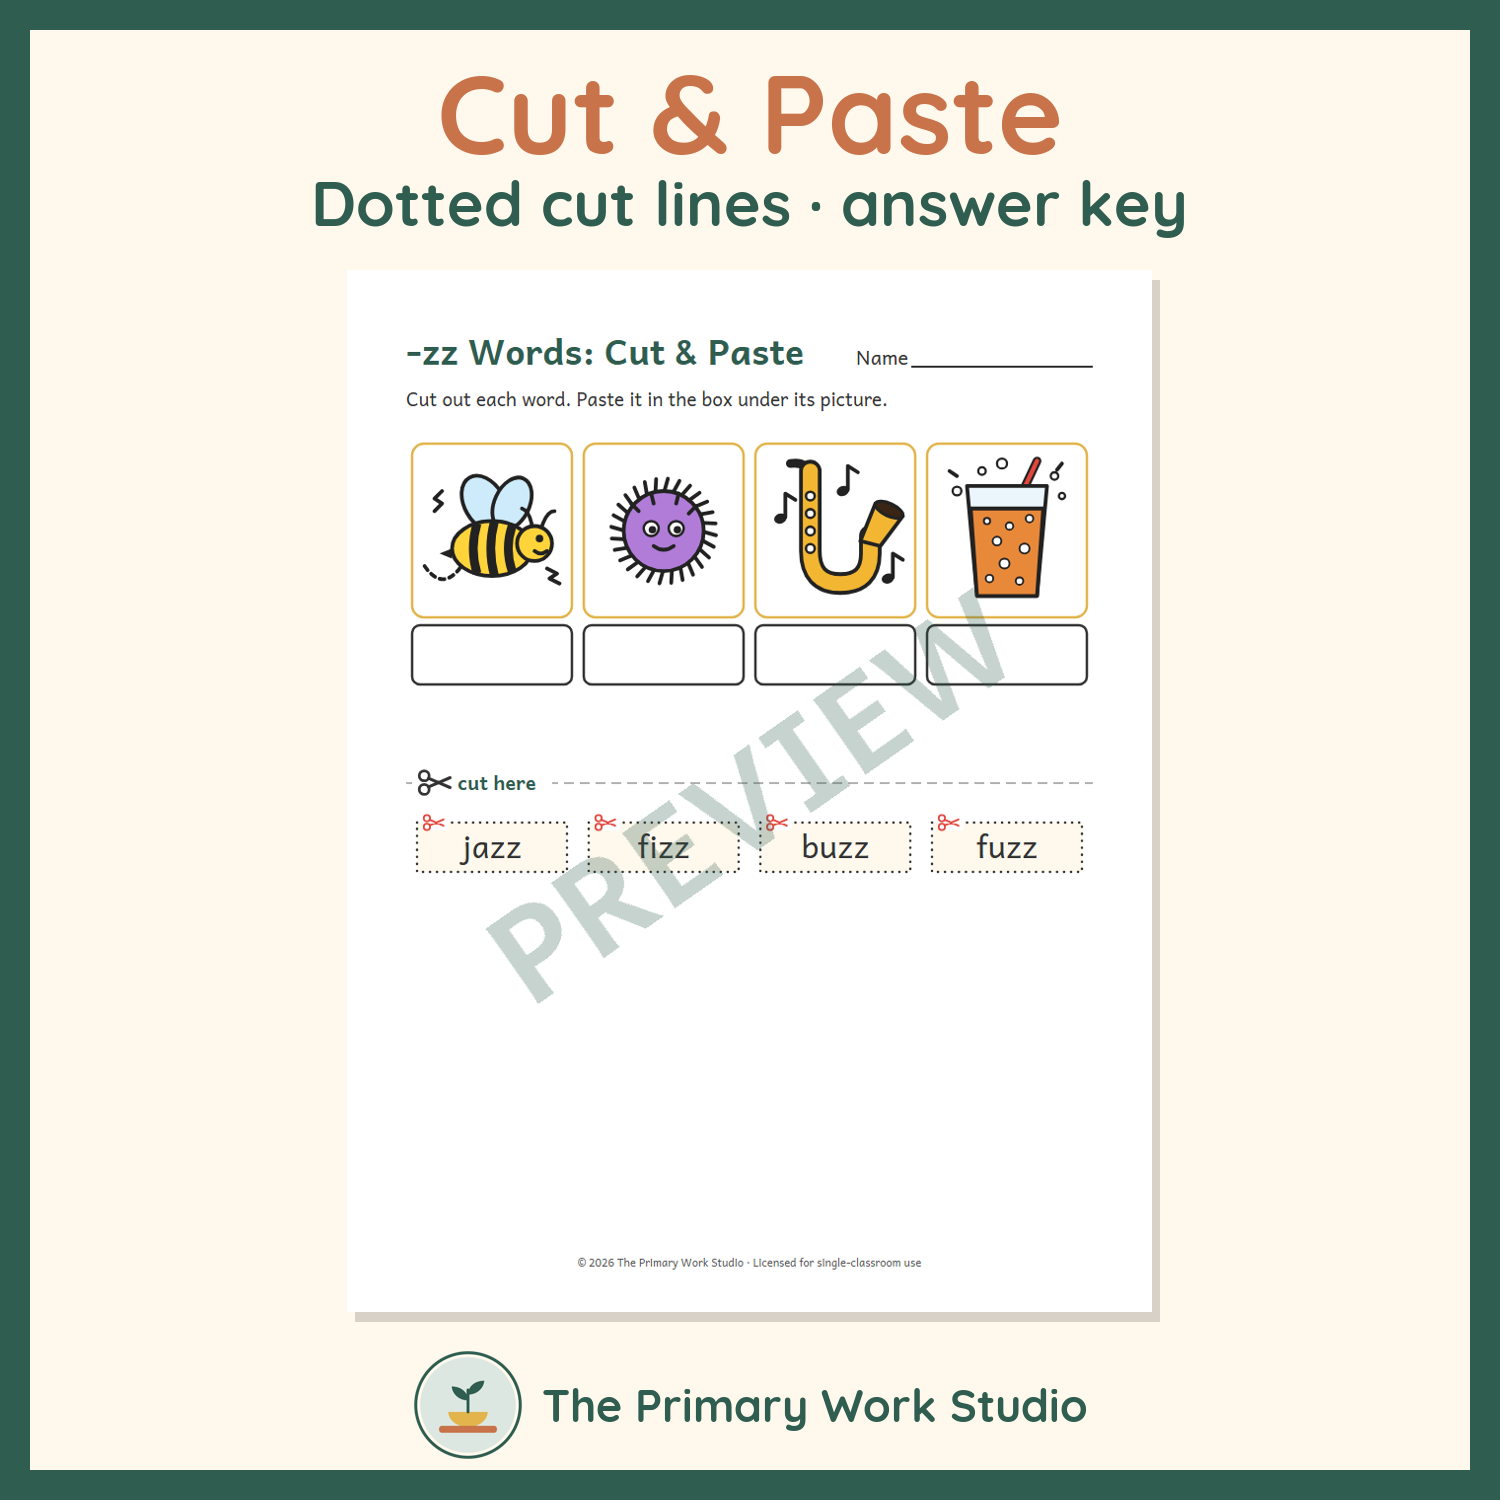 Cut & Paste
Dotted cut lines · answer key
-zz Words: Cut & Paste
Name
Cut out each word. Paste it in the box under its picture.
cut here
jazz
fizz
buzz
fuzz
PREVIEW
© 2026 The Primary Work Studio · Licensed for single-classroom use
The Primary Work Studio